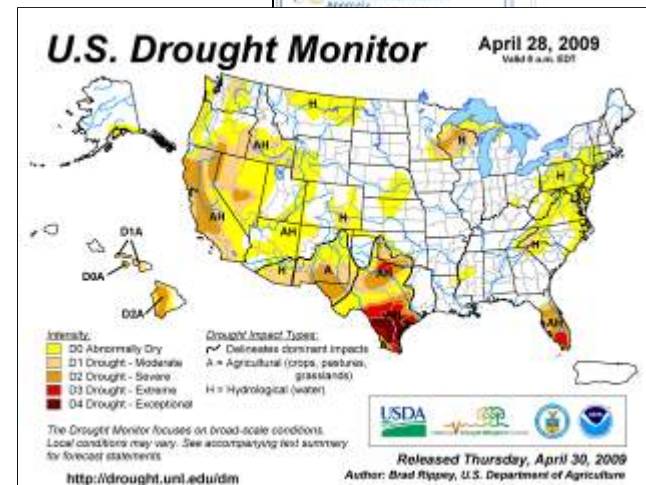 U.S. Drought Monitor
April 28, 2009
Valid 8 a.m. EDT
H
AH
H
H
AH
AH
H
H
H
A
AH
AH
D1A
D0A
D2A
Intensity:
D0 Abnormally Dry
D1 Drought - Moderate
D2 Drought - Severe
D3 Drought - Extreme
D4 Drought - Exceptional
Drought Impact Types:
Delineates dominant impacts
A = Agricultural (crops, pastures,
grasslands)
H = Hydrological (water)
The Drought Monitor focuses on broad-scale conditions.
Local conditions may vary. See accompanying text summary
for forecast statements.
http://drought.unl.edu/dm
USDA
Released Thursday, April 30, 2009
Author: Brad Rippey, U.S. Department of Agriculture